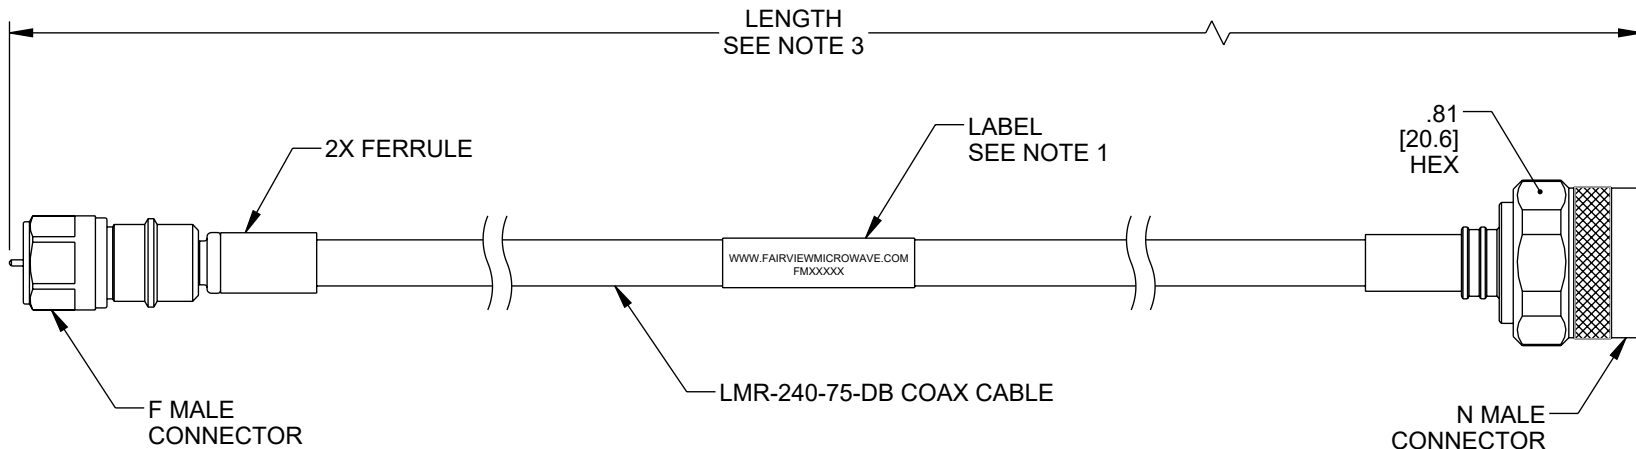 LENGTH
SEE NOTE 3
.81
[20.6]
HEX
LABEL
SEE NOTE 1
2X FERRULE
WWW.FAIRVIEWMICROWAVE.COM
FMXXXXX
LMR-240-75-DB COAX CABLE
F MALE
CONNECTOR
N MALE
CONNECTOR